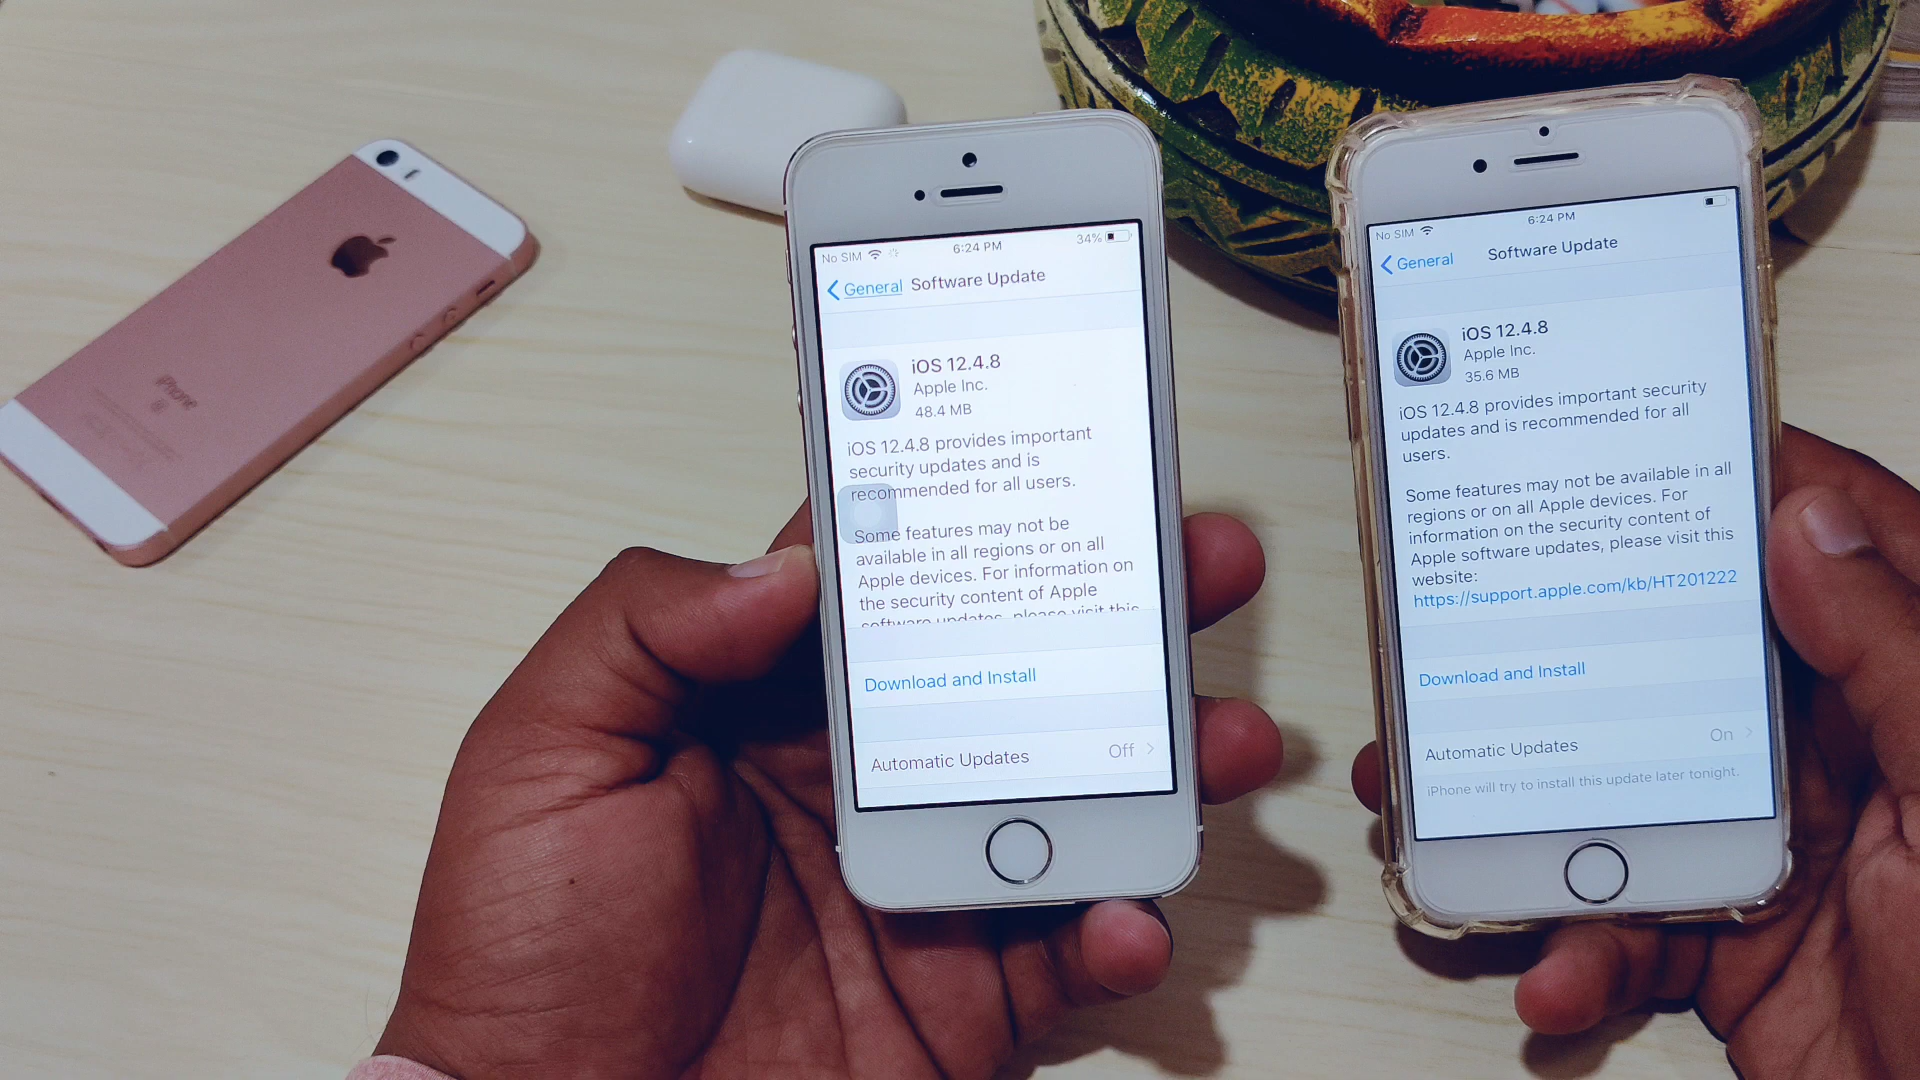 iPhone
SE
No SIM 6:24 PM 34%
General Software Update
iOS 12.4.8
Apple Inc.
48.4 MB
iOS 12.4.8 provides important
security updates and is
recommended for all users.
Some features may not be
available in all regions or on all
Apple devices. For information on
the security content of Apple
software updates, please visit this
Download and Install
Automatic Updates Off
No SIM 6:24 PM
General Software Update
iOS 12.4.8
Apple Inc.
35.6 MB
iOS 12.4.8 provides important security
updates and is recommended for all
users.
Some features may not be available in all
regions or on all Apple devices. For
information on the security content of
Apple software updates, please visit this
website:
https://support.apple.com/kb/HT201222
Download and Install
Automatic Updates On
iPhone will try to install this update later tonight.